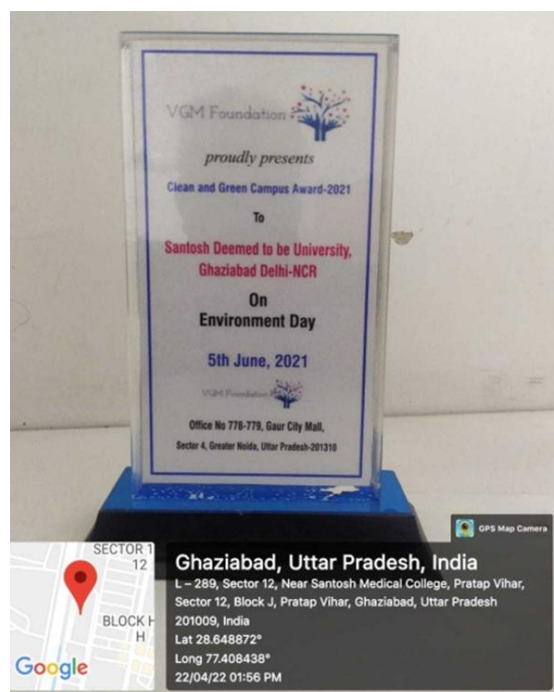 VGM Foundation
proudly presents
Clean and Green Campus Award-2021
To
Santosh Deemed to be University,
Ghaziabad Delhi-NCR
On
Environment Day
5th June, 2021
VGM Foundation
Office No 778-779, Gaur City Mall,
Sector 4, Greater Noida, Uttar Pradesh-201310
GPS Map Camera
SECTOR 1
12
BLOCK H
H
Google
Ghaziabad, Uttar Pradesh, India
L – 289, Sector 12, Near Santosh Medical College, Pratap Vihar,
Sector 12, Block J, Pratap Vihar, Ghaziabad, Uttar Pradesh
201009, India
Lat 28.648872°
Long 77.408438°
22/04/22 01:56 PM